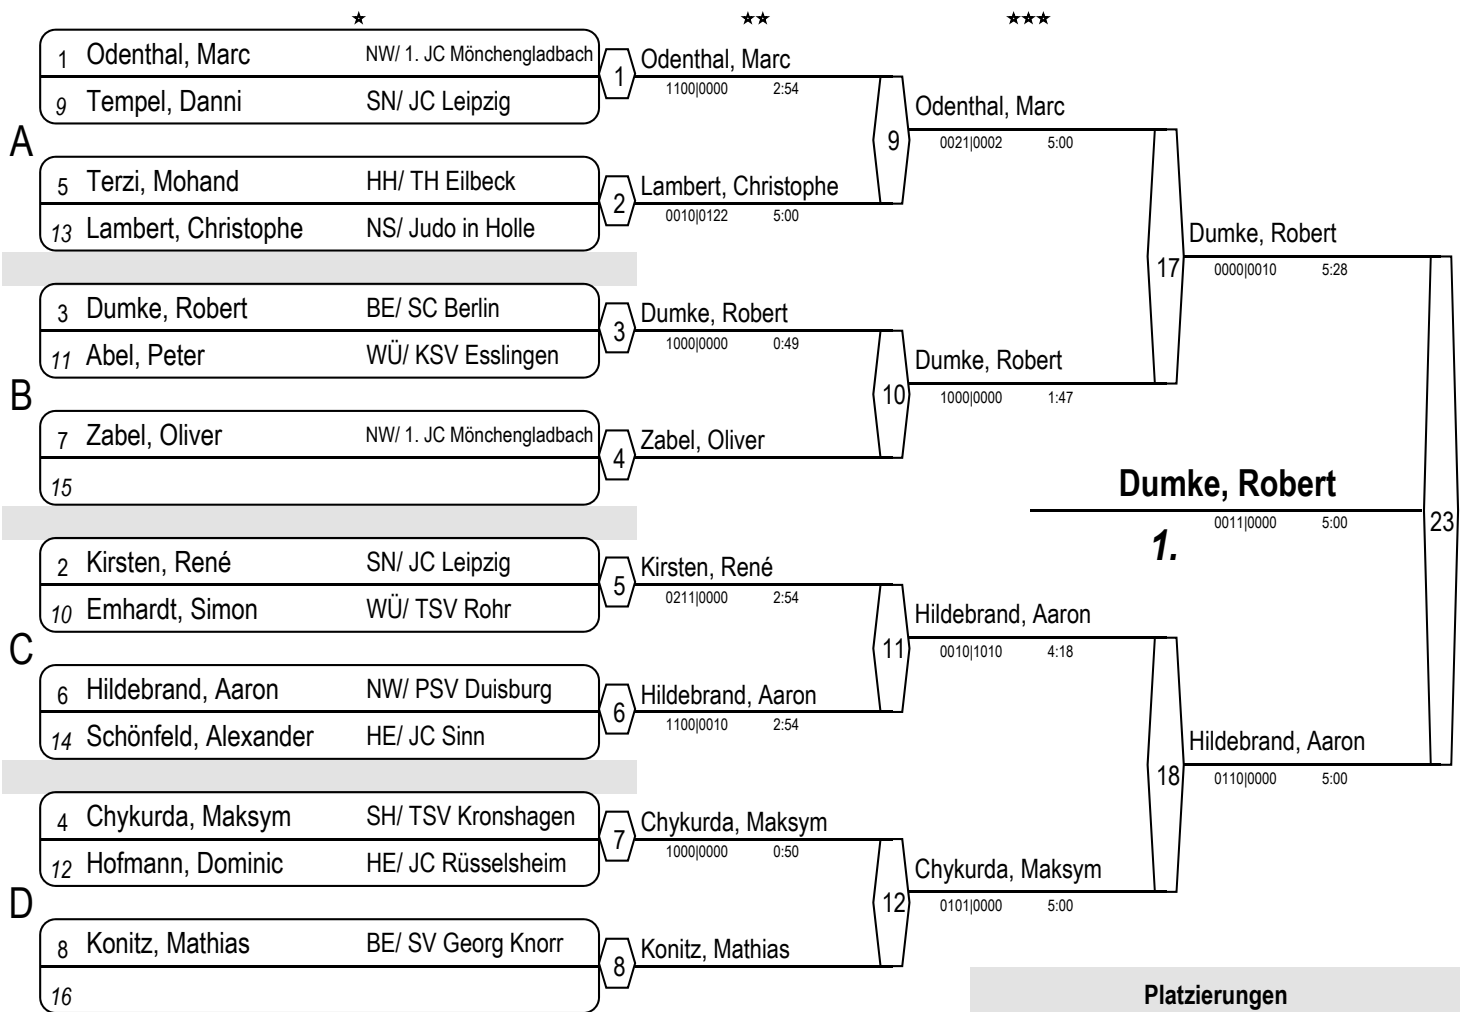 ★ ★★ ★★★
1 Odenthal, Marc NW/ 1. JC Mönchengladbach
9 Tempel, Danni SN/ JC Leipzig
1
Odenthal, Marc
1100|0000 2:54
A
5 Terzi, Mohand HH/ TH Eilbeck
13 Lambert, Christophe NS/ Judo in Holle
2
Lambert, Christophe
0010|0122 5:00
9
Odenthal, Marc
0021|0002 5:00
3 Dumke, Robert BE/ SC Berlin
11 Abel, Peter WÜ/ KSV Esslingen
3
Dumke, Robert
1000|0000 0:49
B
7 Zabel, Oliver NW/ 1. JC Mönchengladbach
15
4
Zabel, Oliver
10
Dumke, Robert
1000|0000 1:47
17
Dumke, Robert
0000|0010 5:28
2 Kirsten, René SN/ JC Leipzig
10 Emhardt, Simon WÜ/ TSV Rohr
5
Kirsten, René
0211|0000 2:54
C
6 Hildebrand, Aaron NW/ PSV Duisburg
14 Schönfeld, Alexander HE/ JC Sinn
6
Hildebrand, Aaron
1100|0010 2:54
11
Hildebrand, Aaron
0010|1010 4:18
4 Chykurda, Maksym SH/ TSV Kronshagen
12 Hofmann, Dominic HE/ JC Rüsselsheim
7
Chykurda, Maksym
1000|0000 0:50
D
8 Konitz, Mathias BE/ SV Georg Knorr
16
8
Konitz, Mathias
12
Chykurda, Maksym
0101|0000 5:00
18
Hildebrand, Aaron
0110|0000 5:00
23
Dumke, Robert
0011|0000 5:00
1.
Platzierungen